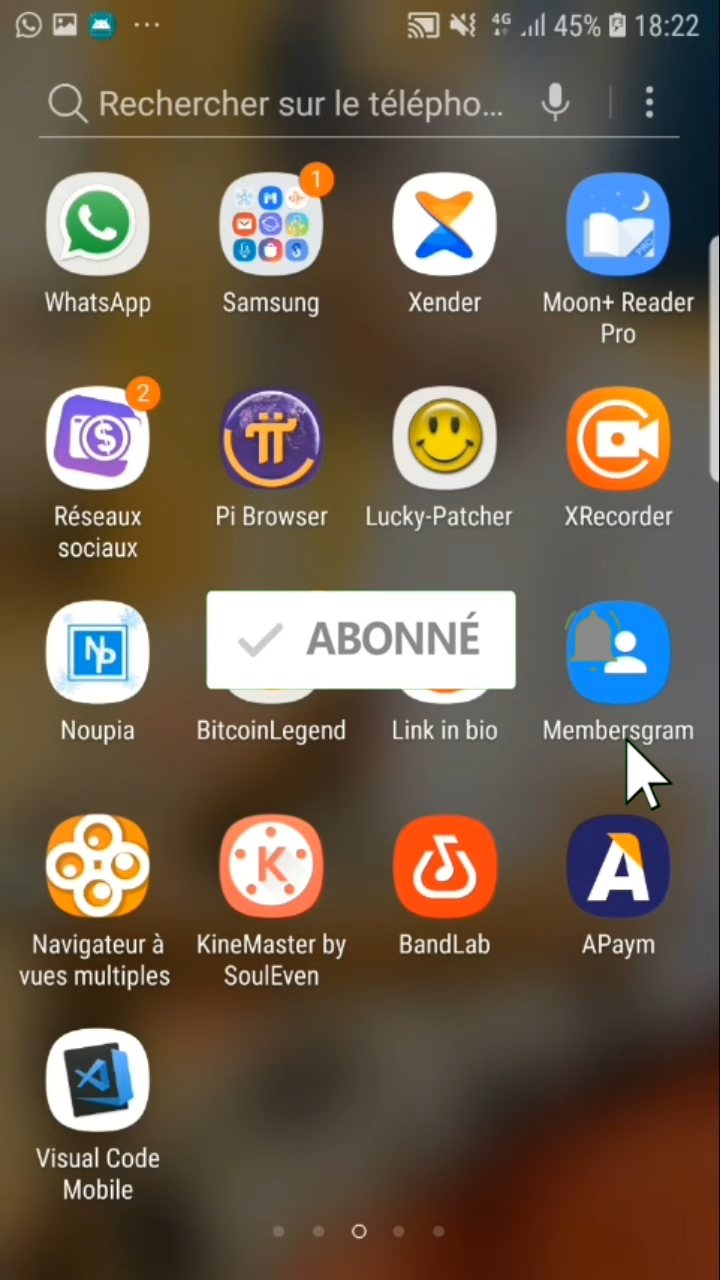 4G 45% 18:22
Rechercher sur le télépho...
1
WhatsApp Samsung Xender Moon+ Reader
Pro
PRO
2
Réseaux Pi Browser Lucky-Patcher XRecorder
sociaux
ABONNÉ
NP
Noupia BitcoinLegend Link in bio Membersgram
K
A
Navigateur à KineMaster by BandLab APaym
vues multiples SoulEven
Visual Code
Mobile